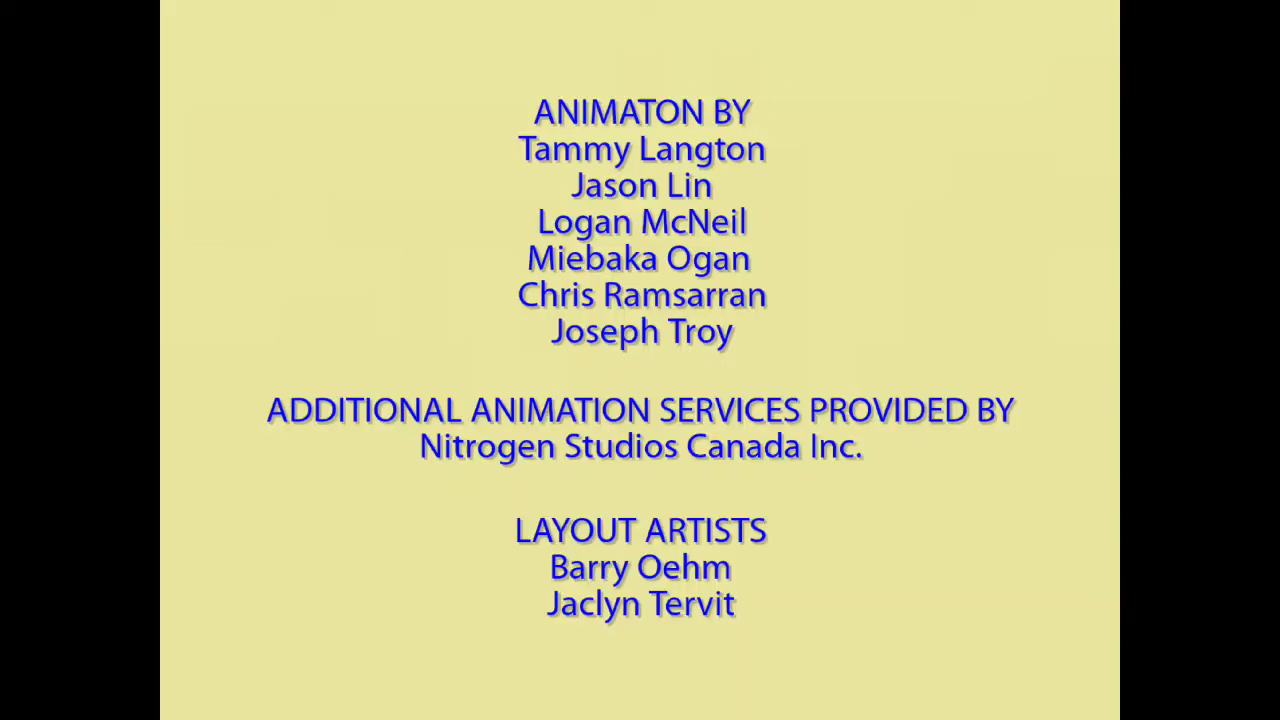 ANIMATON BY
Tammy Langton
Jason Lin
Logan McNeil
Miebaka Ogan
Chris Ramsarran
Joseph Troy
ADDITIONAL ANIMATION SERVICES PROVIDED BY
Nitrogen Studios Canada Inc.
LAYOUT ARTISTS
Barry Oehm
Jaclyn Tervit